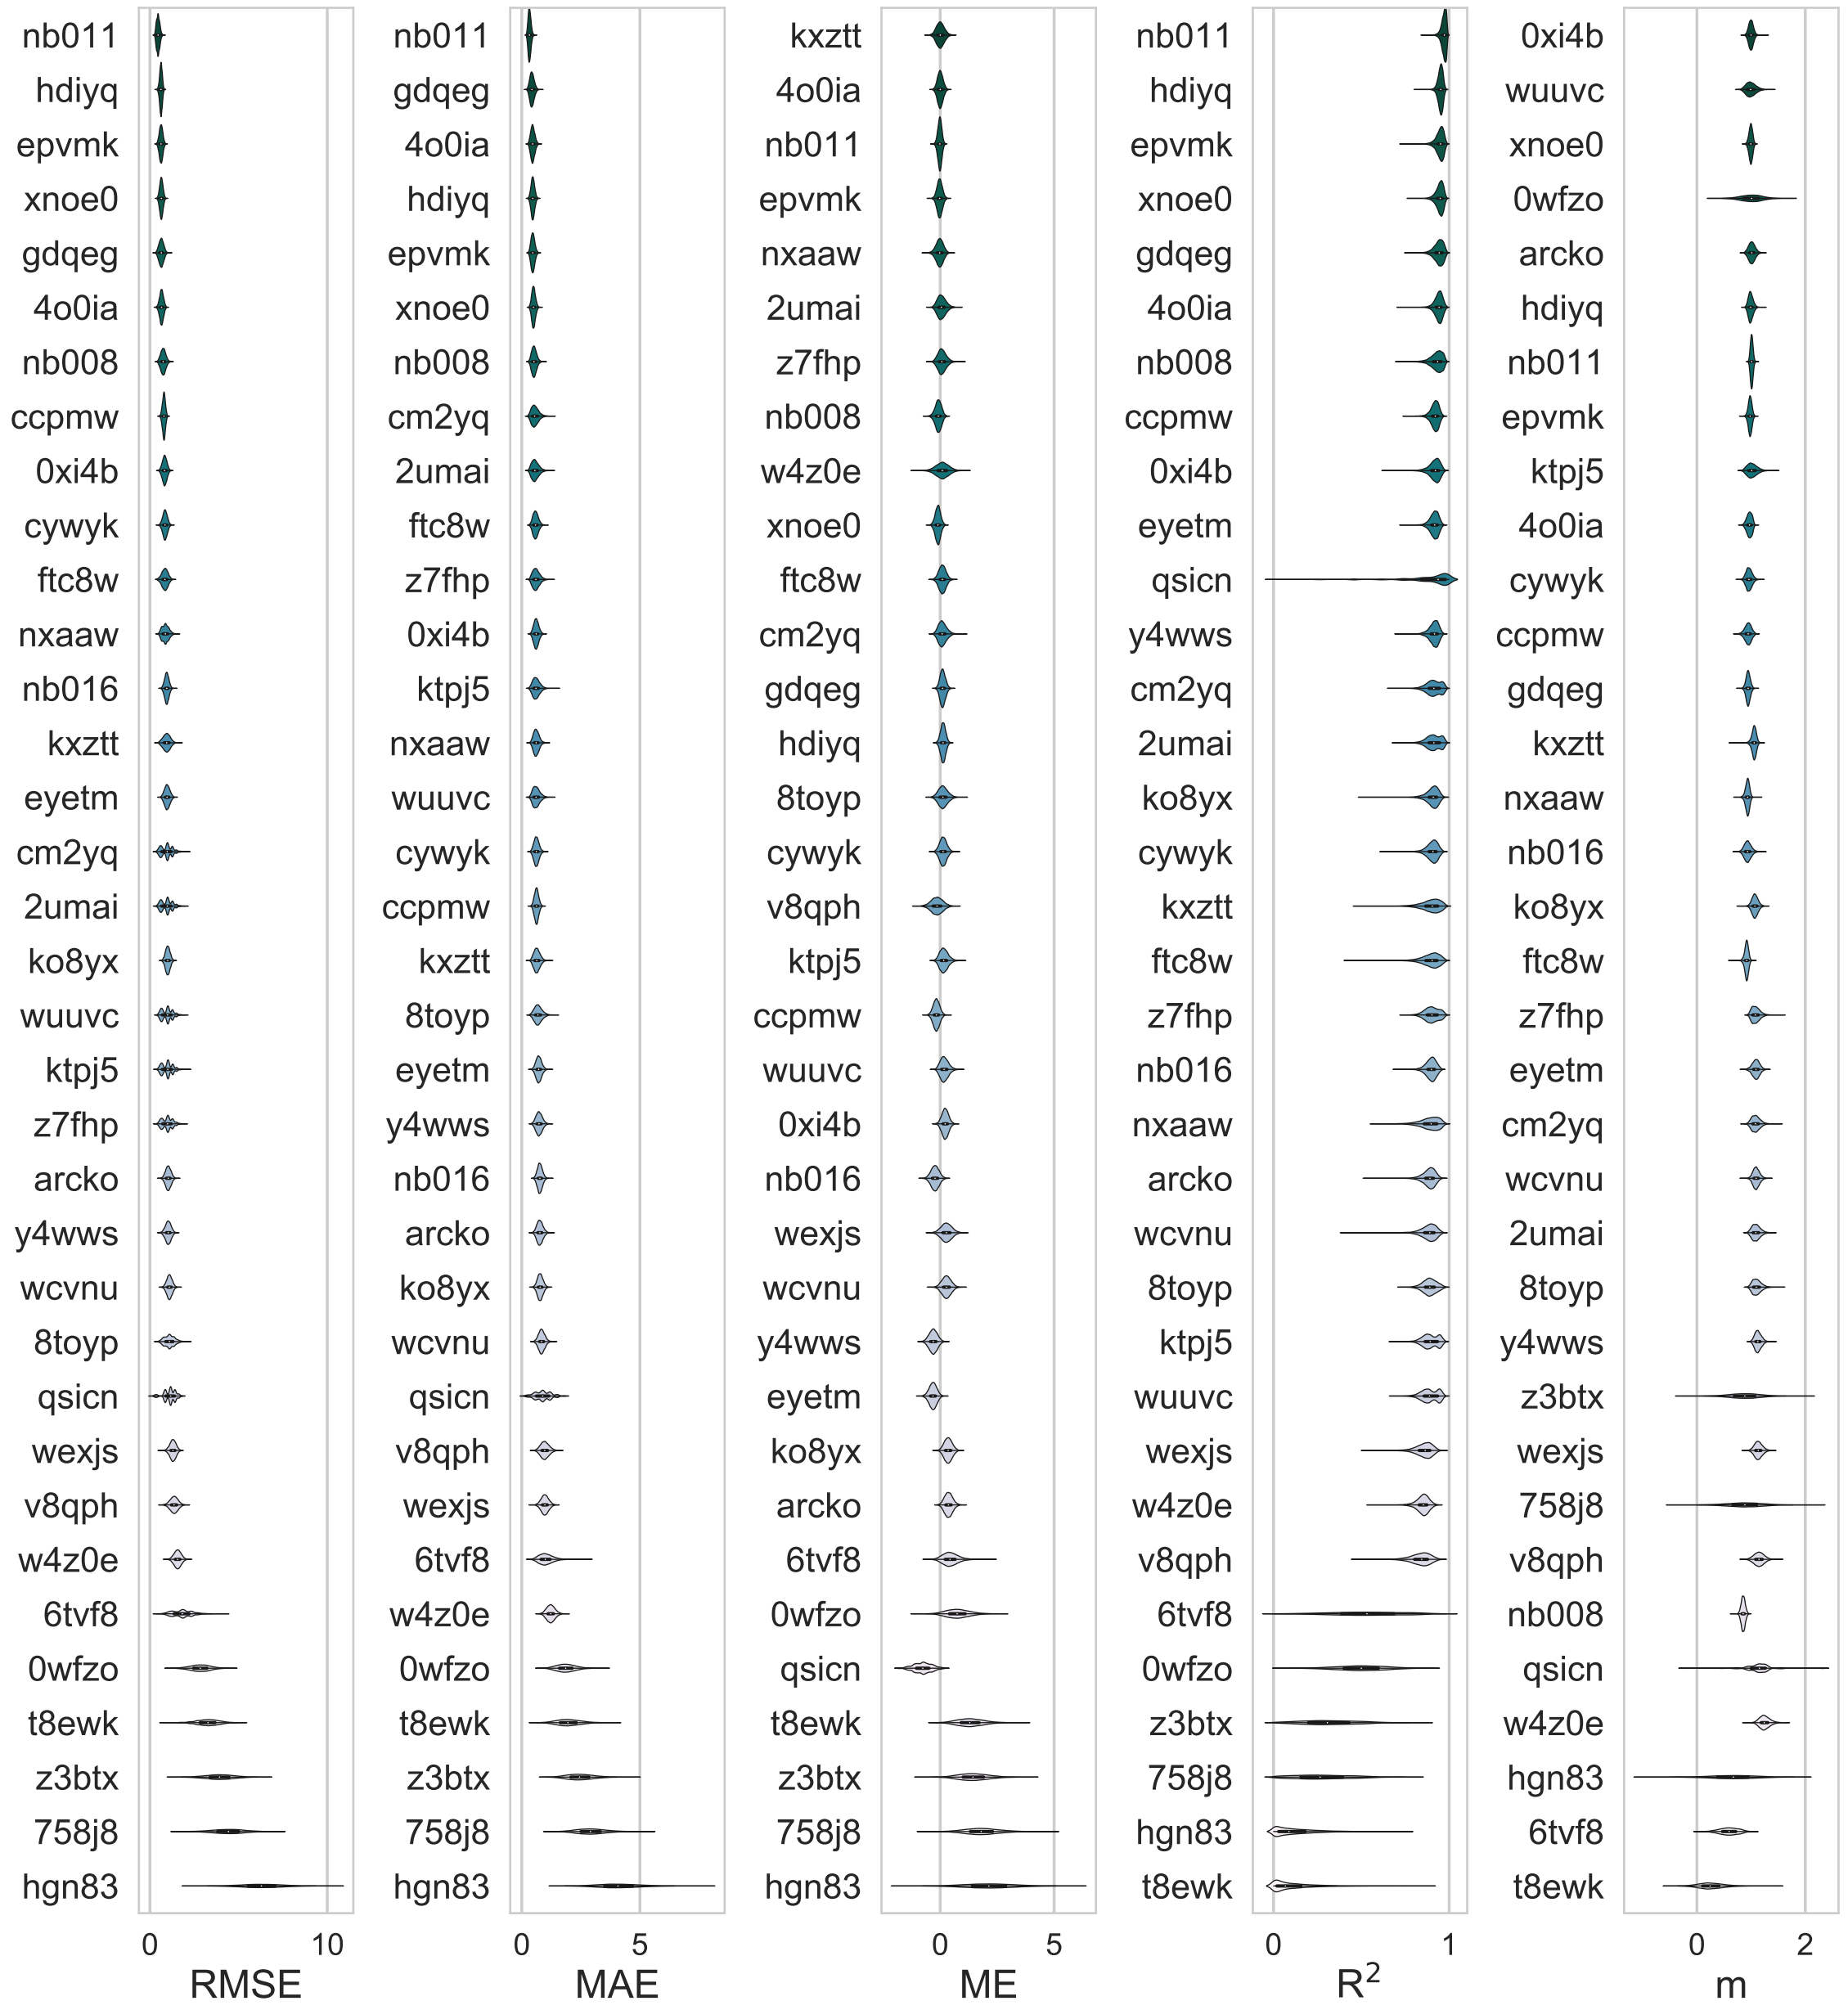 nb011 nb011 kxztt nb011 0xi4b
hdiyq gdqeg 4o0ia hdiyq wuuvc
epvmk 4o0ia nb011 epvmk xnoe0
xnoe0 hdiyq epvmk xnoe0 0wfzo
gdqeg epvmk nxaaw gdqeg arcko
4o0ia xnoe0 2umai 4o0ia hdiyq
nb008 nb008 z7fhp nb008 nb011
ccpmw cm2yq nb008 ccpmw epvmk
0xi4b 2umai w4z0e 0xi4b ktpj5
cywyk ftc8w xnoe0 eyetm 4o0ia
ftc8w z7fhp ftc8w qsicn cywyk
nxaaw 0xi4b cm2yq y4wws ccpmw
nb016 ktpj5 gdqeg cm2yq gdqeg
kxztt nxaaw hdiyq 2umai kxztt
eyetm wuuvc 8toyp ko8yx nxaaw
cm2yq cywyk cywyk cywyk nb016
2umai ccpmw v8qph kxztt ko8yx
ko8yx kxztt ktpj5 ftc8w ftc8w
wuuvc 8toyp ccpmw z7fhp z7fhp
ktpj5 eyetm wuuvc nb016 eyetm
z7fhp y4wws 0xi4b nxaaw cm2yq
arcko nb016 nb016 arcko wcvnu
y4wws arcko wexjs wcvnu 2umai
wcvnu ko8yx wcvnu 8toyp 8toyp
8toyp wcvnu y4wws ktpj5 y4wws
qsicn qsicn eyetm wuuvc z3btx
wexjs v8qph ko8yx wexjs wexjs
v8qph wexjs arcko w4z0e 758j8
w4z0e 6tvf8 6tvf8 v8qph v8qph
6tvf8 w4z0e 0wfzo 6tvf8 nb008
0wfzo 0wfzo qsicn 0wfzo qsicn
t8ewk t8ewk t8ewk z3btx w4z0e
z3btx z3btx z3btx 758j8 hgn83
758j8 758j8 758j8 hgn83 6tvf8
hgn83 hgn83 hgn83 t8ewk t8ewk
0 10 0 5 0 5 0 1 0 2
RMSE MAE ME R² m